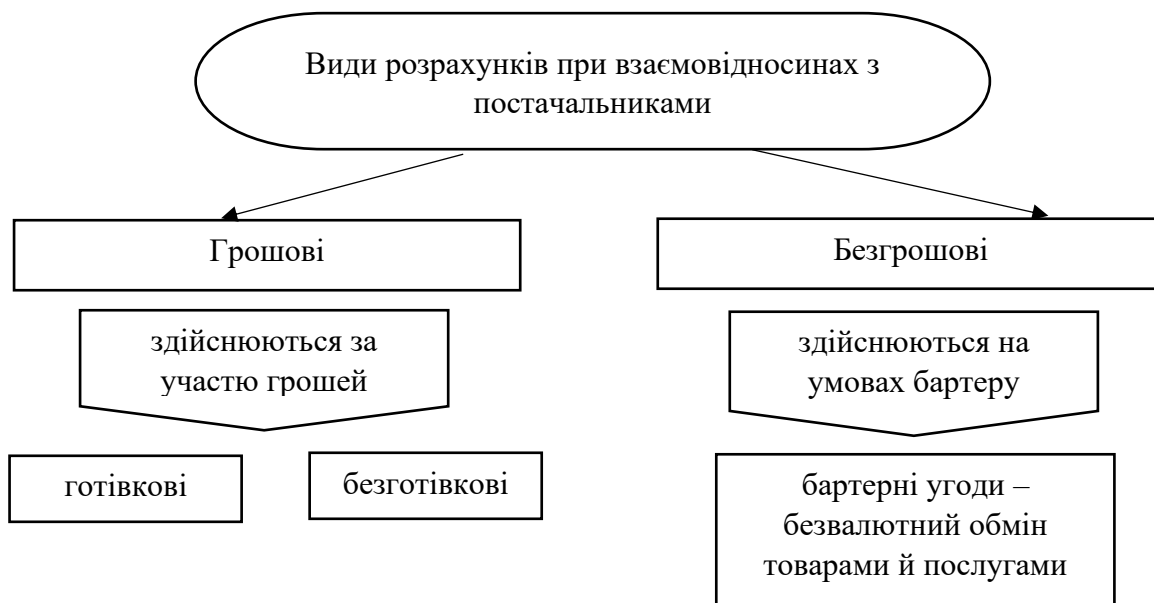 Види розрахунків при взаємовідносинах з
постачальниками
Грошові
Безгрошові
здійснюються за
участю грошей
здійснюються на
умовах бартеру
готівкові
безготівкові
бартерні угоди –
безвалютний обмін
товарами й послугами